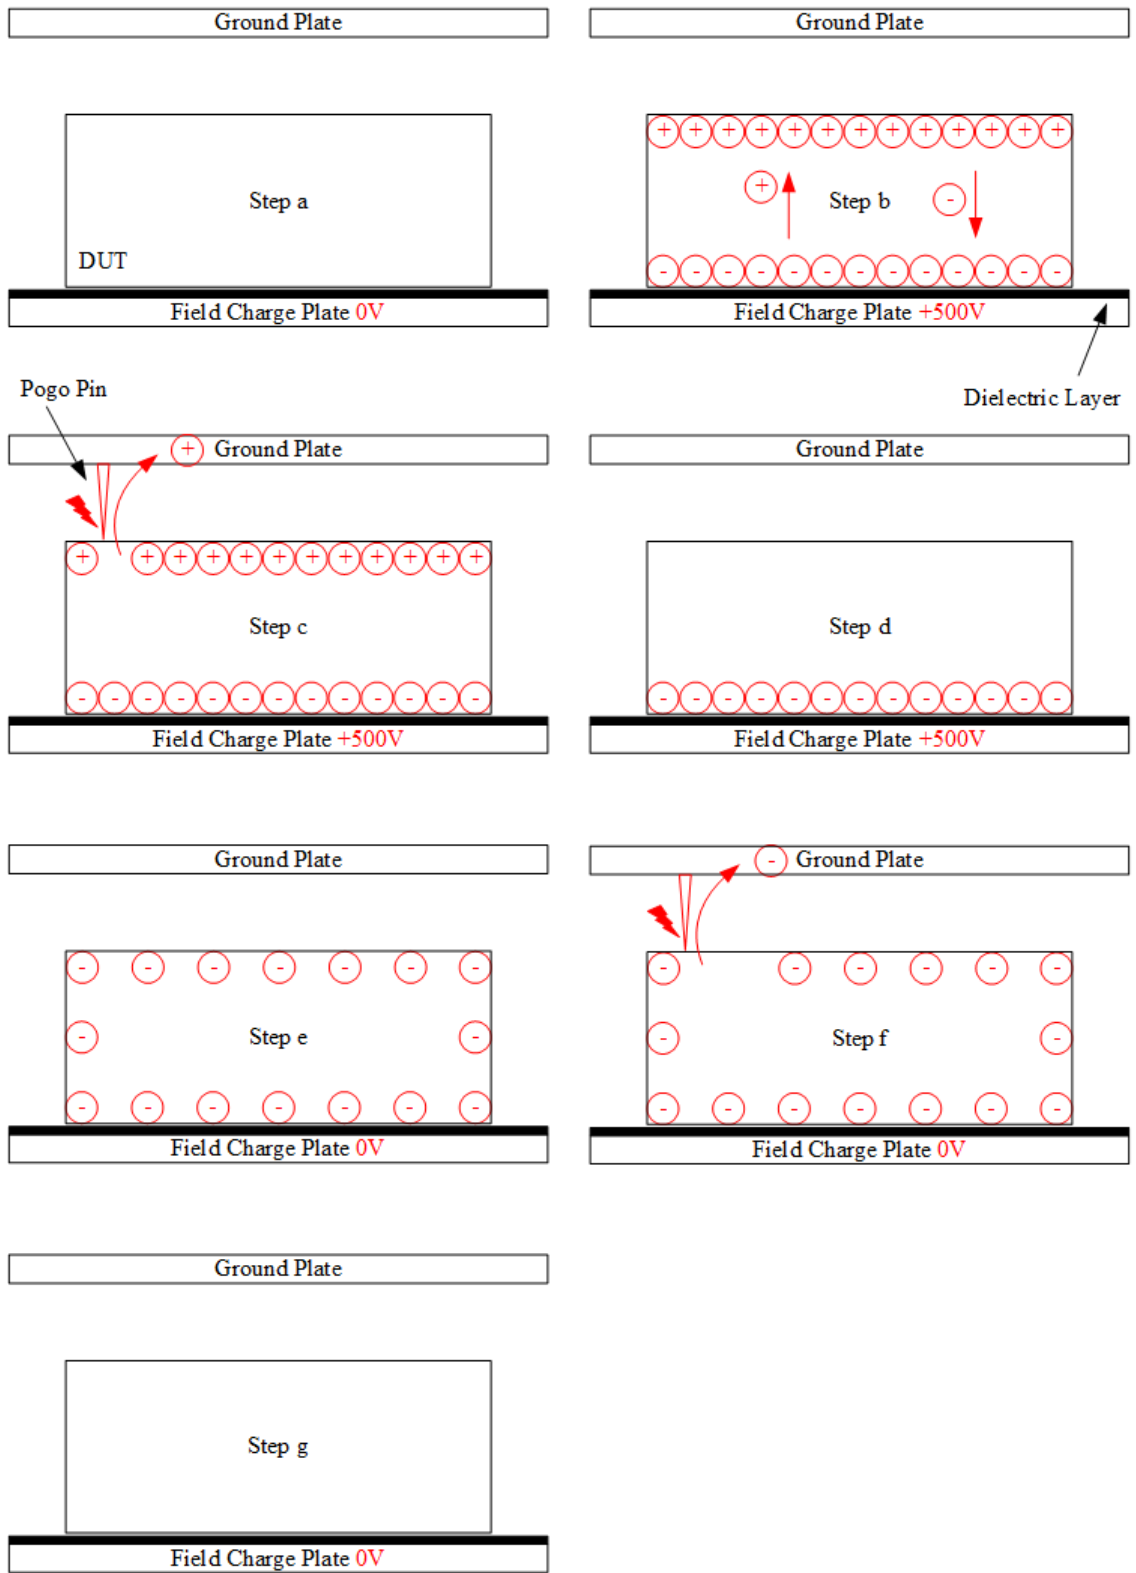 Ground Plate
Step a
DUT
Field Charge Plate 0V
Ground Plate
+ + + + + + + + + + + + +
+
Step b
-
- - - - - - - - - - - - -
Field Charge Plate +500V
Dielectric Layer
Pogo Pin
+ Ground Plate
+ + + + + + + + + + + +
Step c
- - - - - - - - - - - - -
Field Charge Plate +500V
Ground Plate
Step d
- - - - - - - - - - - - -
Field Charge Plate +500V
Ground Plate
- - - - - - -
- Step e -
- - - - - - -
Field Charge Plate 0V
- Ground Plate
- - - - - -
- Step f -
- - - - - - -
Field Charge Plate 0V
Ground Plate
Step g
Field Charge Plate 0V